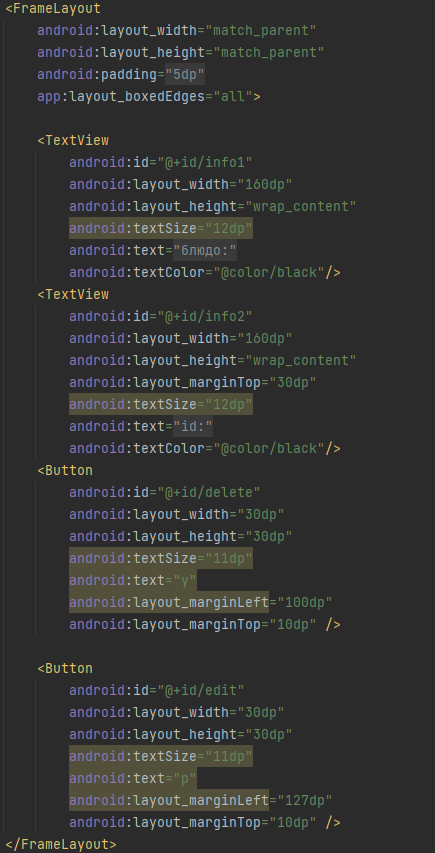 <FrameLayout
android:layout_width="match_parent"
android:layout_height="match_parent"
android:padding="5dp"
app:layout_boxedEdges="all">
<TextView
android:id="@+id/info1"
android:layout_width="160dp"
android:layout_height="wrap_content"
android:textSize="12dp"
android:text="блюдо:"
android:textColor="@color/black"/>
<TextView
android:id="@+id/info2"
android:layout_width="160dp"
android:layout_height="wrap_content"
android:layout_marginTop="30dp"
android:textSize="12dp"
android:text="id:"
android:textColor="@color/black"/>
<Button
android:id="@+id/delete"
android:layout_width="30dp"
android:layout_height="30dp"
android:textSize="11dp"
android:text="y"
android:layout_marginLeft="100dp"
android:layout_marginTop="10dp" />
<Button
android:id="@+id/edit"
android:layout_width="30dp"
android:layout_height="30dp"
android:textSize="11dp"
android:text="p"
android:layout_marginLeft="127dp"
android:layout_marginTop="10dp" />
</FrameLayout>